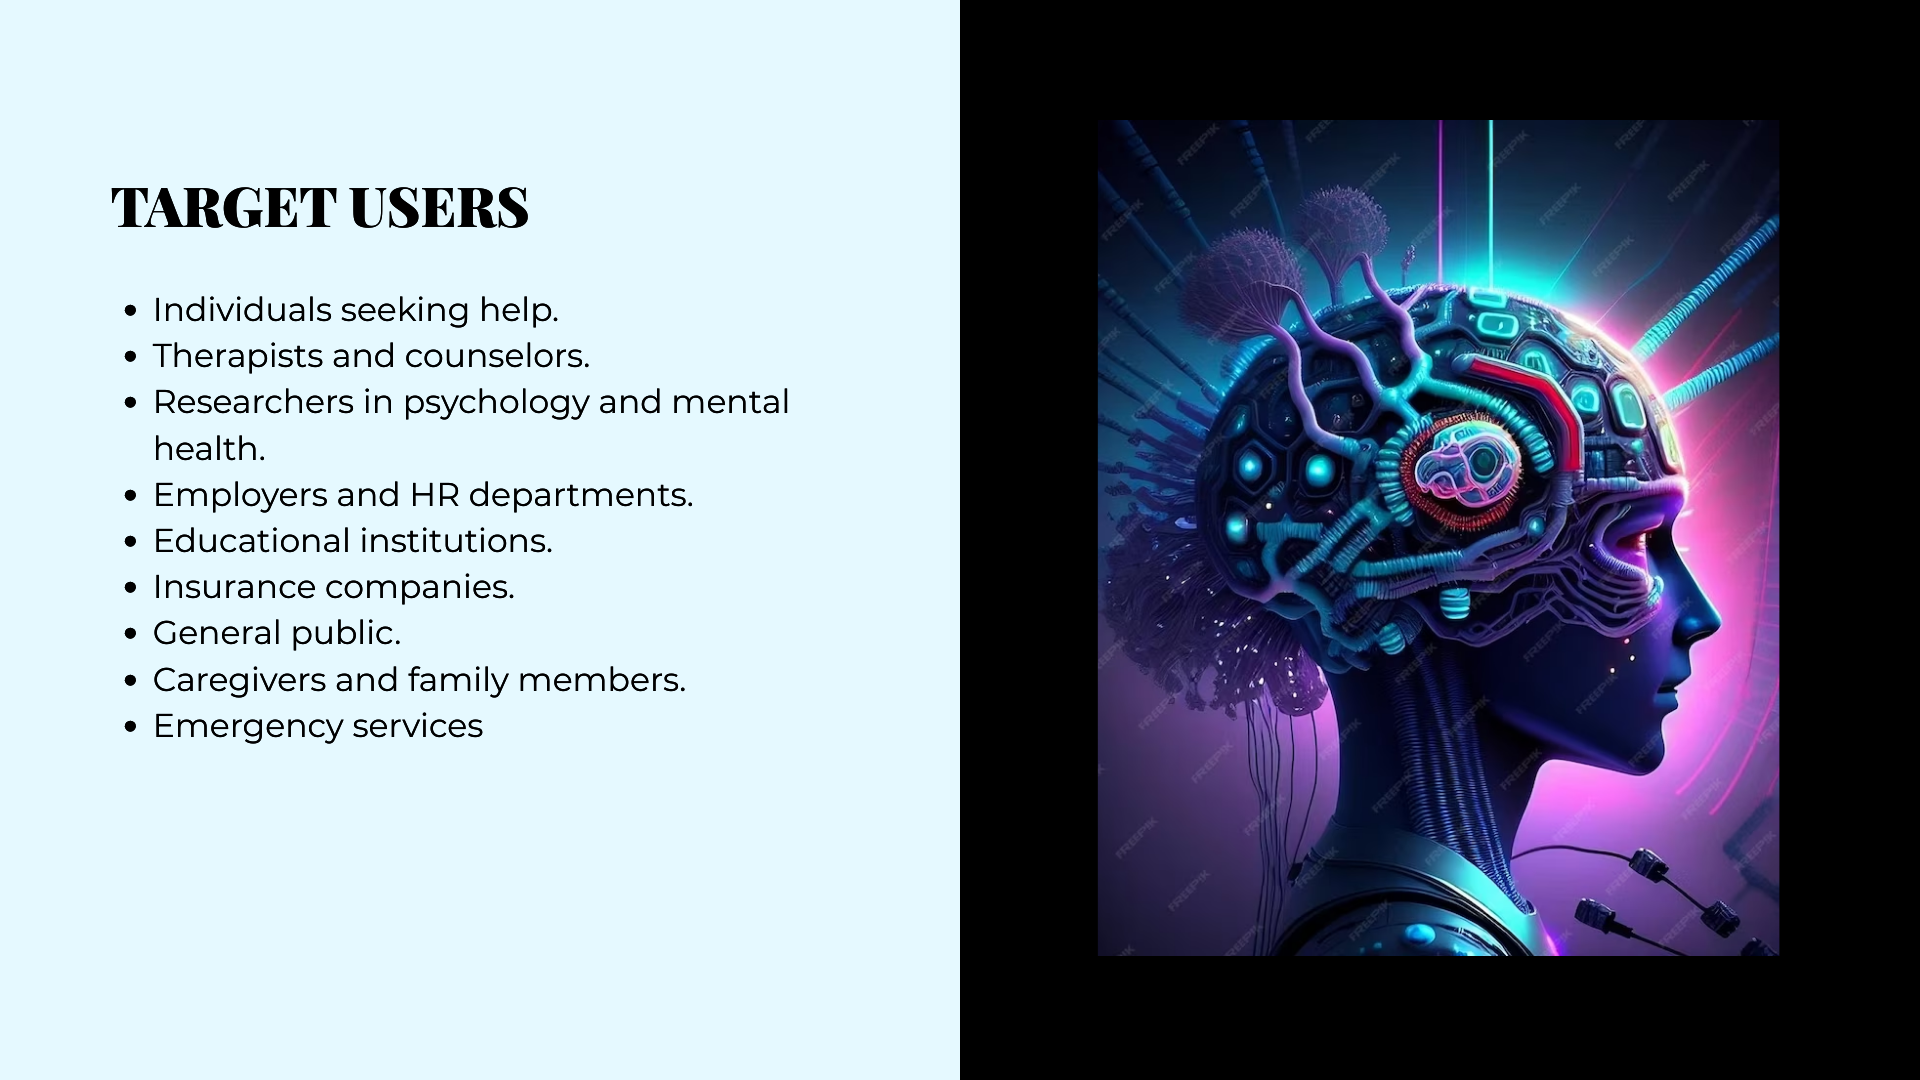 TARGET USERS
• Individuals seeking help.
• Therapists and counselors.
• Researchers in psychology and mental
health.
• Employers and HR departments.
• Educational institutions.
• Insurance companies.
• General public.
• Caregivers and family members.
• Emergency services
FREEPIK